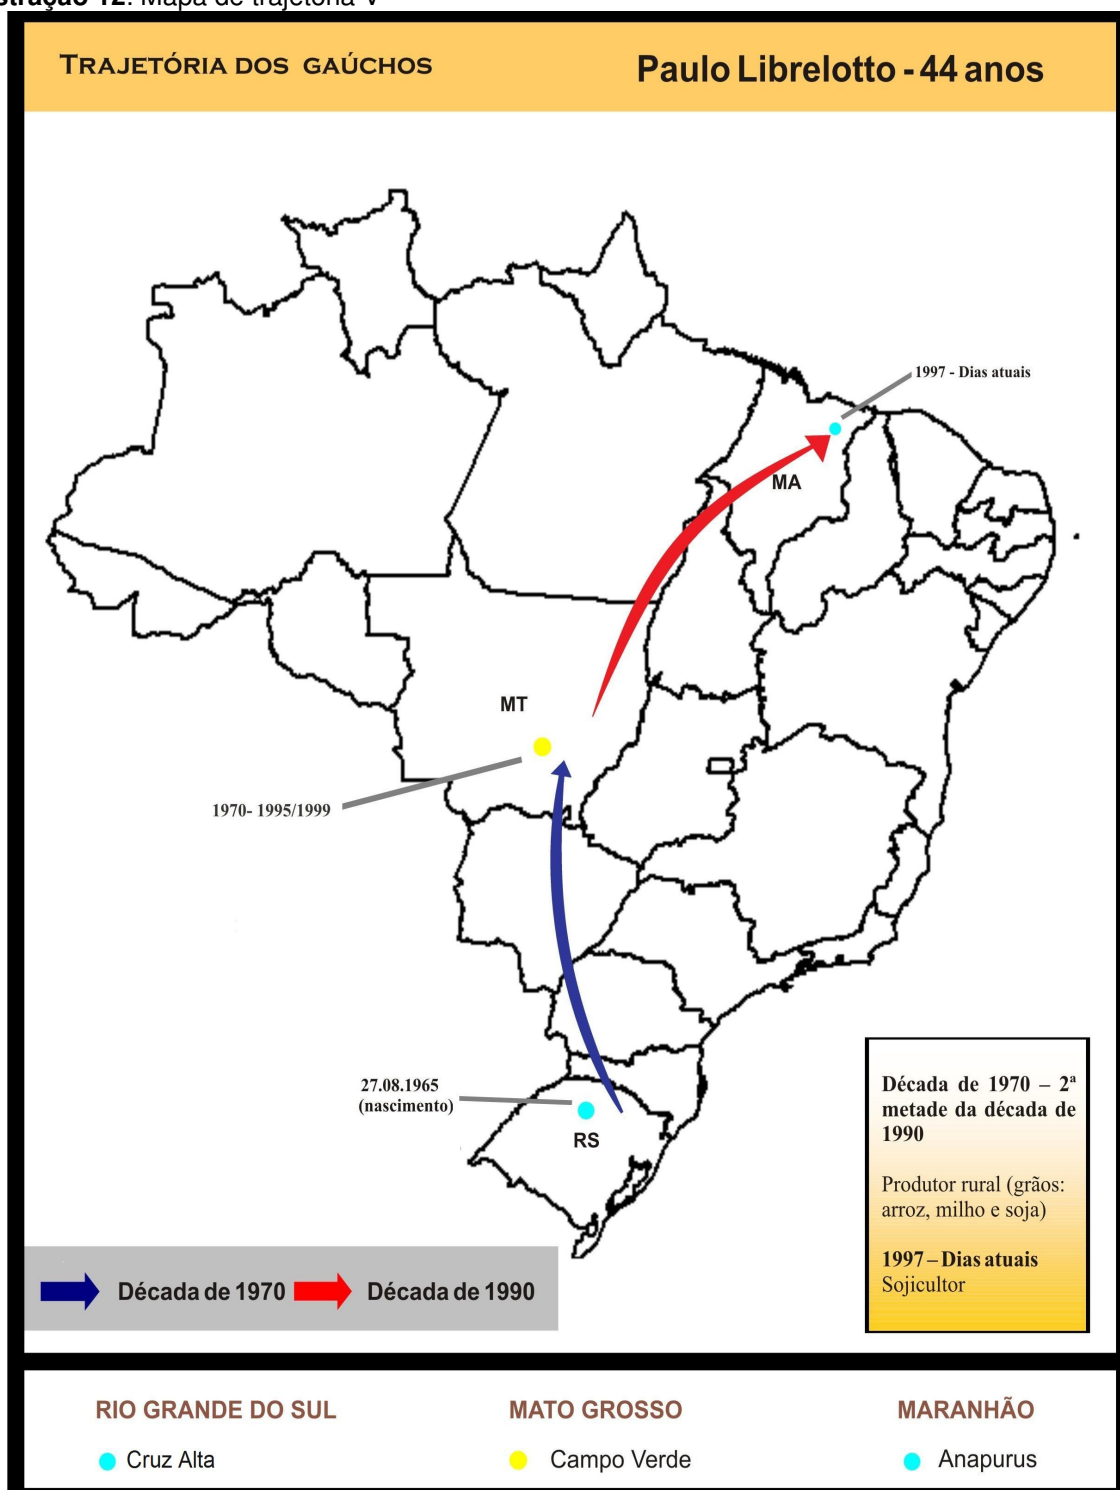 Mapa de trajetória V
TRAJETÓRIA DOS GAÚCHOS
Paulo Librelotto - 44 anos
1997 - Dias atuais
MA
MT
1970- 1995/1999
27.08.1965
(nascimento)
RS
Década de 1970 – 2ª
metade da década de
1990
Produtor rural (grãos:
arroz, milho e soja)
1997 – Dias atuais
Sojicultor
Década de 1970
Década de 1990
RIO GRANDE DO SUL
MATO GROSSO
MARANHÃO
Cruz Alta
Campo Verde
Anapurus